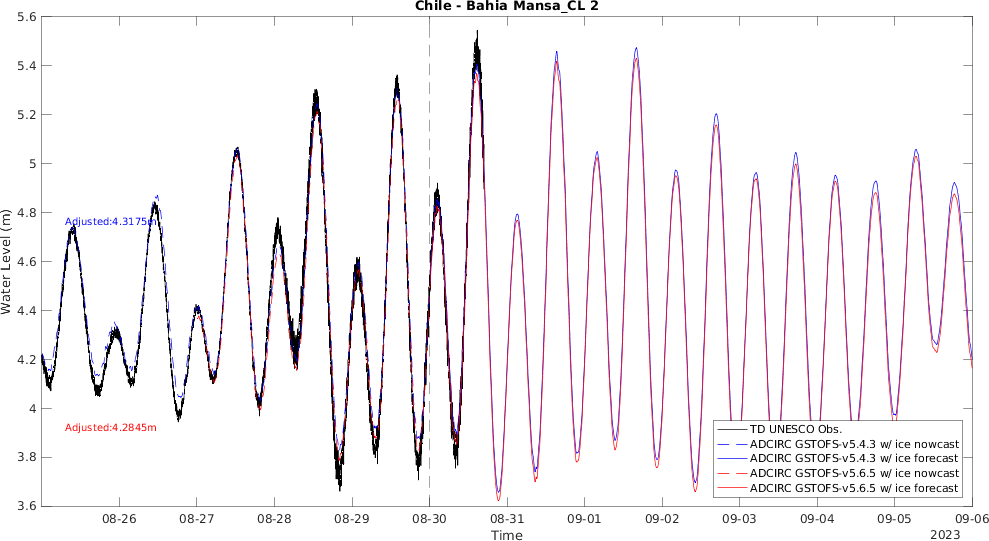 Chile - Bahia Mansa_CL 2
5.6
5.4
5.2
5
4.8
4.6
4.4
4.2
4
3.8
3.6
Water Level (m)
Adjusted:4.3175m
Adjusted:4.2845m
TD UNESCO Obs.
ADCIRC GSTOFS-v5.4.3 w/ ice nowcast
ADCIRC GSTOFS-v5.4.3 w/ ice forecast
ADCIRC GSTOFS-v5.6.5 w/ ice nowcast
ADCIRC GSTOFS-v5.6.5 w/ ice forecast
08-26 08-27 08-28 08-29 08-30 08-31 09-01 09-02 09-03 09-04 09-05 09-06
Time
2023